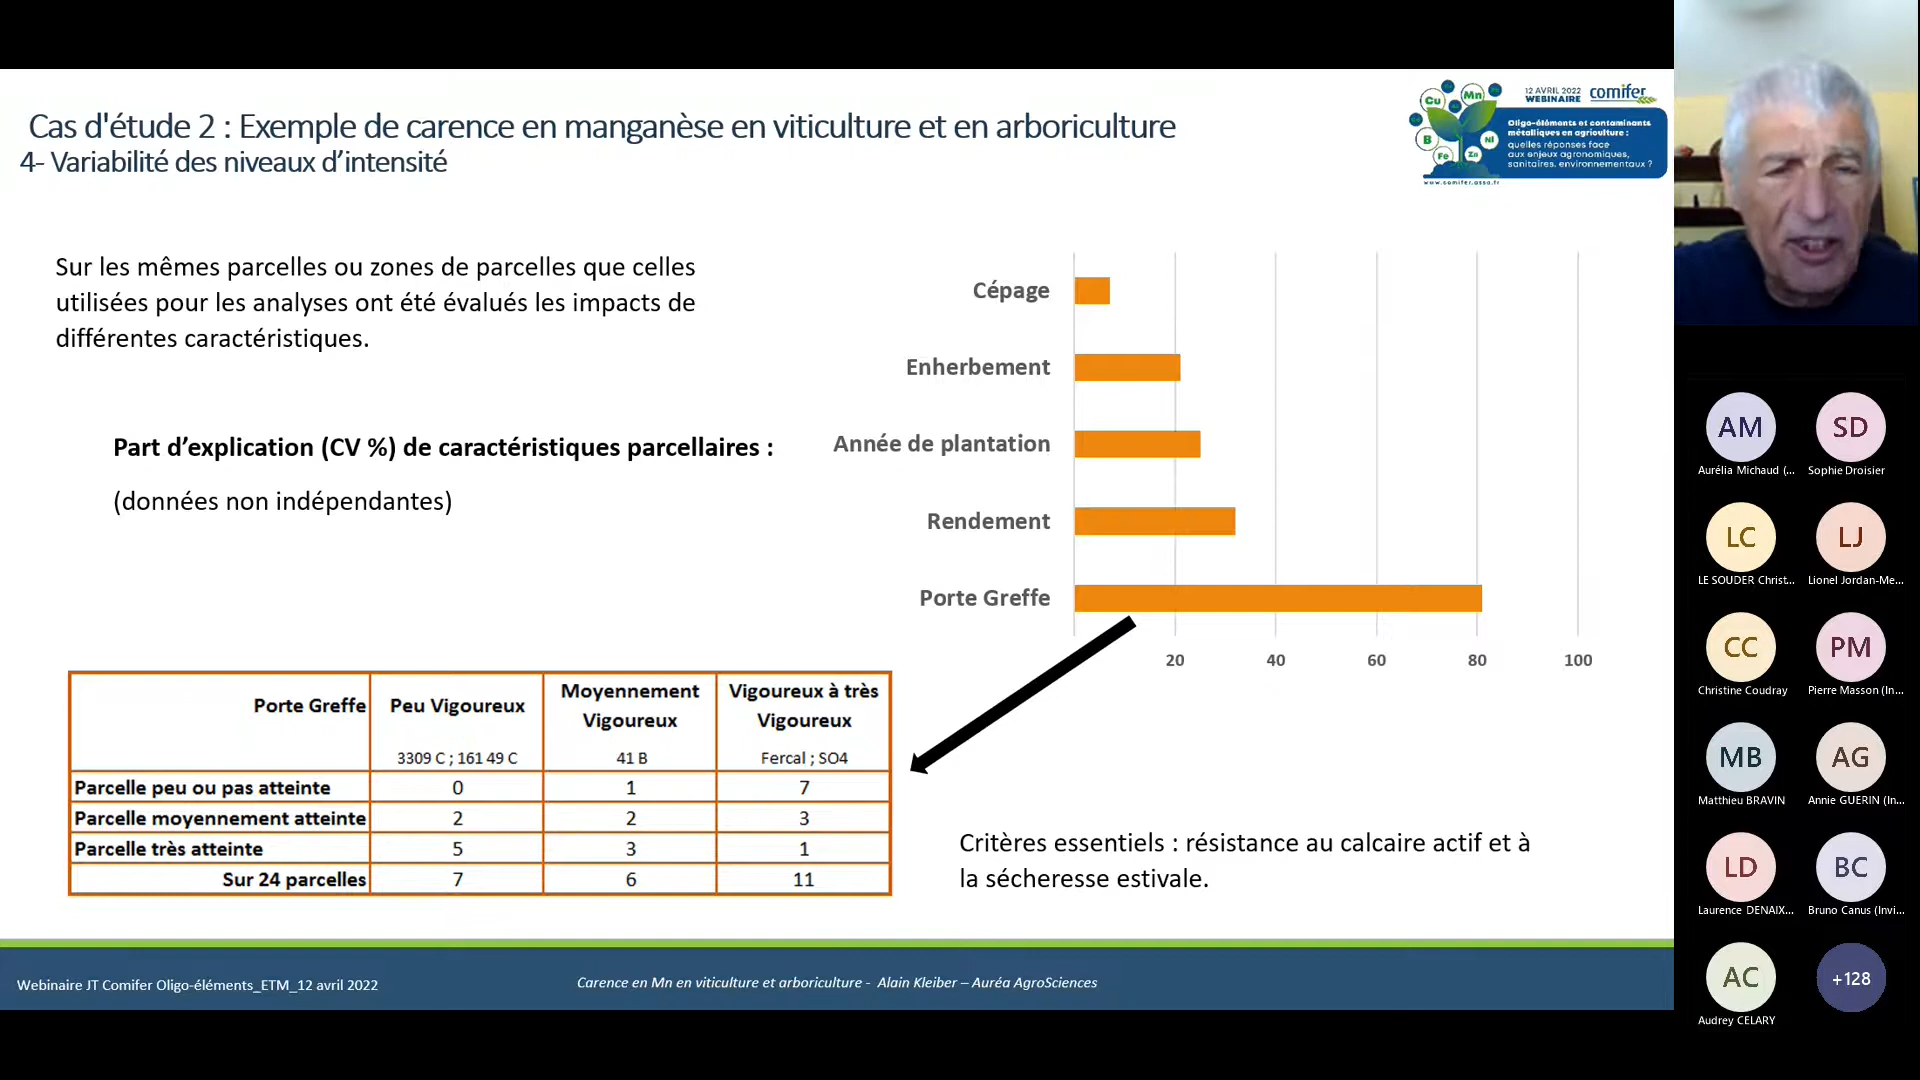 Cas d'étude 2 : Exemple de carence en manganèse en viticulture et en arboriculture
4- Variabilité des niveaux d’intensité
Cu
Mn
B
Ni
Fe
Zn
12 AVRIL 2022
WEBINAIRE
comifer
Oligo-éléments et contaminants
métalliques en agriculture :
quelles réponses face
aux enjeux agronomiques,
sanitaires, environnementaux ?
www.comifer.asso.fr
Sur les mêmes parcelles ou zones de parcelles que celles
utilisées pour les analyses ont été évalués les impacts de
différentes caractéristiques.
Part d’explication (CV %) de caractéristiques parcellaires :
(données non indépendantes)
Cépage
Enherbement
Année de plantation
Rendement
Porte Greffe
20 40 60 80 100
Porte Greffe Peu Vigoureux Moyennement Vigoureux Vigoureux à très Vigoureux
3309 C ; 161 49 C 41 B Fercal ; SO4
Parcelle peu ou pas atteinte 0 1 7
Parcelle moyennement atteinte 2 2 3
Parcelle très atteinte 5 3 1
Sur 24 parcelles 7 6 11
Critères essentiels : résistance au calcaire actif et à
la sécheresse estivale.
Webinaire JT Comifer Oligo-éléments_ETM_12 avril 2022
Carence en Mn en viticulture et arboriculture - Alain Kleiber – Auréa AgroSciences
AM SD
Aurélia Michaud (... Sophie Droisier
LC LJ
LE SOUDER Christ... Lionel Jordan-Me...
CC PM
Christine Coudray Pierre Masson (In...
MB AG
Matthieu BRAVIN Annie GUERIN (In...
LD BC
Laurence DENAIX... Bruno Canus (Invi...
AC +128
Audrey CELARY